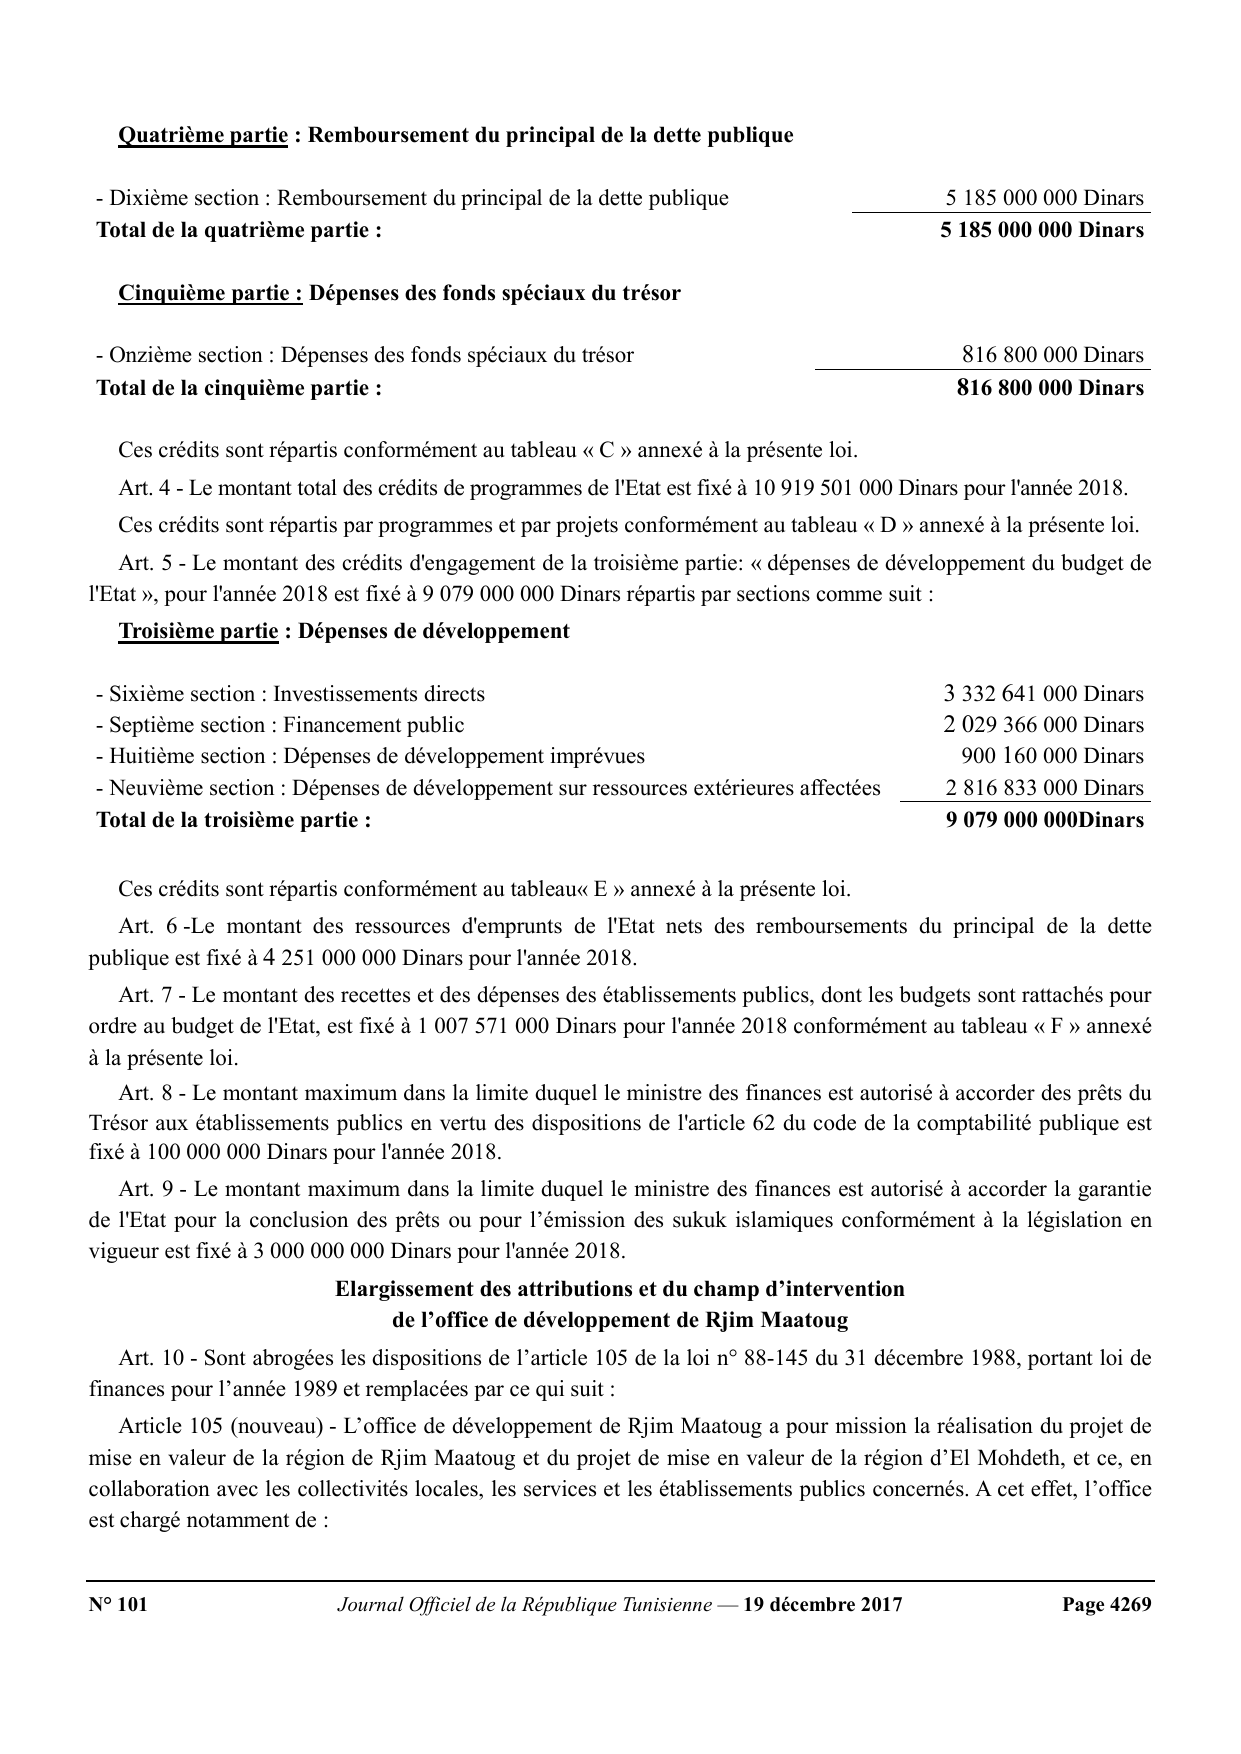 Quatrième partie : Remboursement du principal de la dette publique
- Dixième section : Remboursement du principal de la dette publique 5 185 000 000 Dinars
Total de la quatrième partie : 5 185 000 000 Dinars
Cinquième partie : Dépenses des fonds spéciaux du trésor
- Onzième section : Dépenses des fonds spéciaux du trésor 816 800 000 Dinars
Total de la cinquième partie : 816 800 000 Dinars
Ces crédits sont répartis conformément au tableau « C » annexé à la présente loi.
Art. 4 - Le montant total des crédits de programmes de l'Etat est fixé à 10 919 501 000 Dinars pour l'année 2018.
Ces crédits sont répartis par programmes et par projets conformément au tableau « D » annexé à la présente loi.
Art. 5 - Le montant des crédits d'engagement de la troisième partie: « dépenses de développement du budget de
l'Etat », pour l'année 2018 est fixé à 9 079 000 000 Dinars répartis par sections comme suit :
Troisième partie : Dépenses de développement
- Sixième section : Investissements directs 3 332 641 000 Dinars
- Septième section : Financement public 2 029 366 000 Dinars
- Huitième section : Dépenses de développement imprévues 900 160 000 Dinars
- Neuvième section : Dépenses de développement sur ressources extérieures affectées 2 816 833 000 Dinars
Total de la troisième partie : 9 079 000 000Dinars
Ces crédits sont répartis conformément au tableau« E » annexé à la présente loi.
Art. 6 -Le montant des ressources d'emprunts de l'Etat nets des remboursements du principal de la dette
publique est fixé à 4 251 000 000 Dinars pour l'année 2018.
Art. 7 - Le montant des recettes et des dépenses des établissements publics, dont les budgets sont rattachés pour
ordre au budget de l'Etat, est fixé à 1 007 571 000 Dinars pour l'année 2018 conformément au tableau « F » annexé
à la présente loi.
Art. 8 - Le montant maximum dans la limite duquel le ministre des finances est autorisé à accorder des prêts du
Trésor aux établissements publics en vertu des dispositions de l'article 62 du code de la comptabilité publique est
fixé à 100 000 000 Dinars pour l'année 2018.
Art. 9 - Le montant maximum dans la limite duquel le ministre des finances est autorisé à accorder la garantie
de l'Etat pour la conclusion des prêts ou pour l’émission des sukuk islamiques conformément à la législation en
vigueur est fixé à 3 000 000 000 Dinars pour l'année 2018.
Elargissement des attributions et du champ d’intervention
de l’office de développement de Rjim Maatoug
Art. 10 - Sont abrogées les dispositions de l’article 105 de la loi n° 88-145 du 31 décembre 1988, portant loi de
finances pour l’année 1989 et remplacées par ce qui suit :
Article 105 (nouveau) - L’office de développement de Rjim Maatoug a pour mission la réalisation du projet de
mise en valeur de la région de Rjim Maatoug et du projet de mise en valeur de la région d’El Mohdeth, et ce, en
collaboration avec les collectivités locales, les services et les établissements publics concernés. A cet effet, l’office
est chargé notamment de :
N° 101 Journal Officiel de la République Tunisienne — 19 décembre 2017 Page 4269